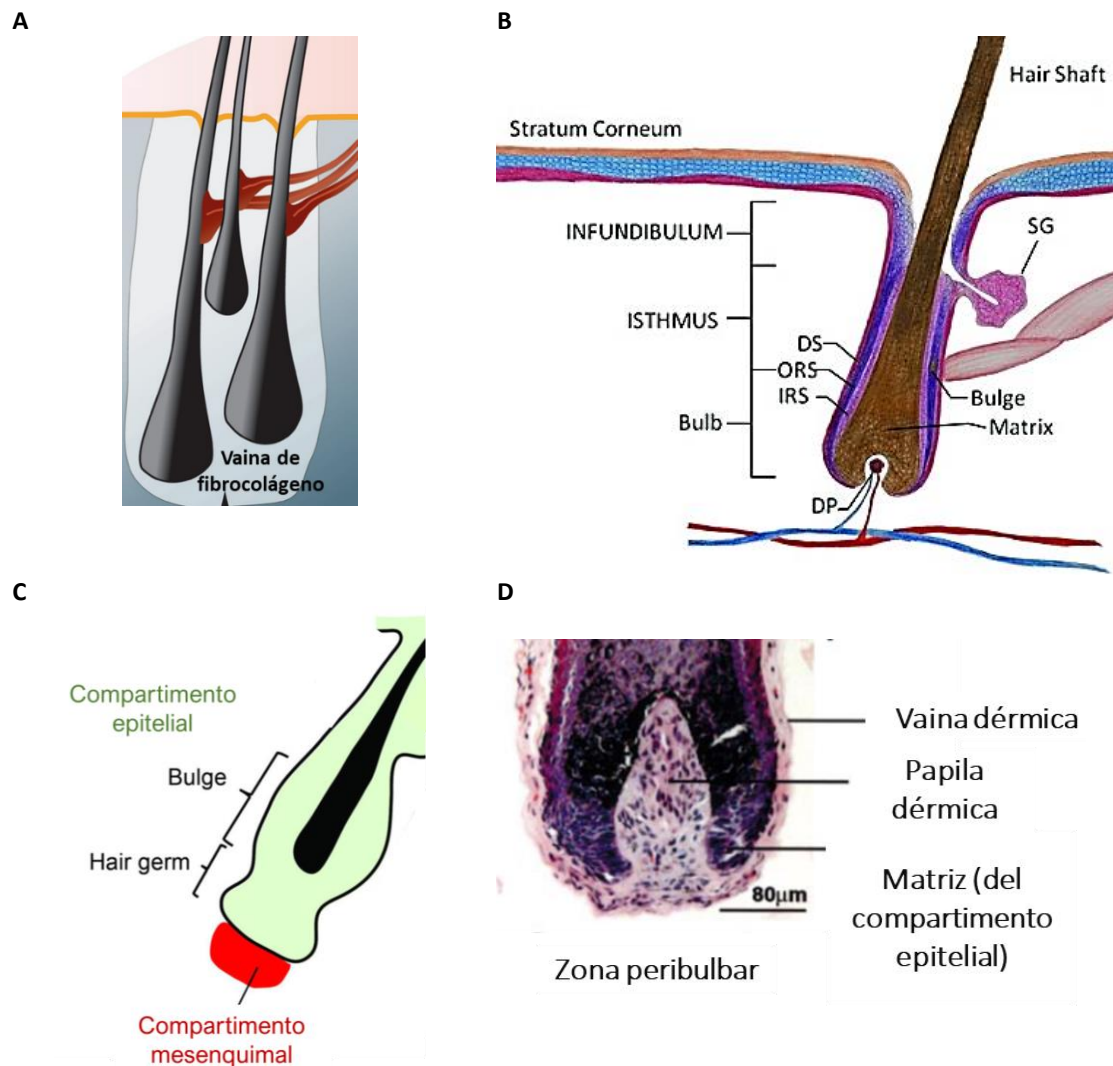 A
Vaina de
fibrocolágeno
B
Hair Shaft
Stratum Corneum
INFUNDIBULUM
SG
ISTHMUS
DS
ORS
IRS
Bulge
Bulb
Matrix
DP
C
Compartimento
epitelial
Bulge
Hair germ
Compartimento
mesenquimal
D
Vaina dérmica
Papila
dérmica
80µm
Matriz (del
compartimento
epitelial)
Zona peribulbar